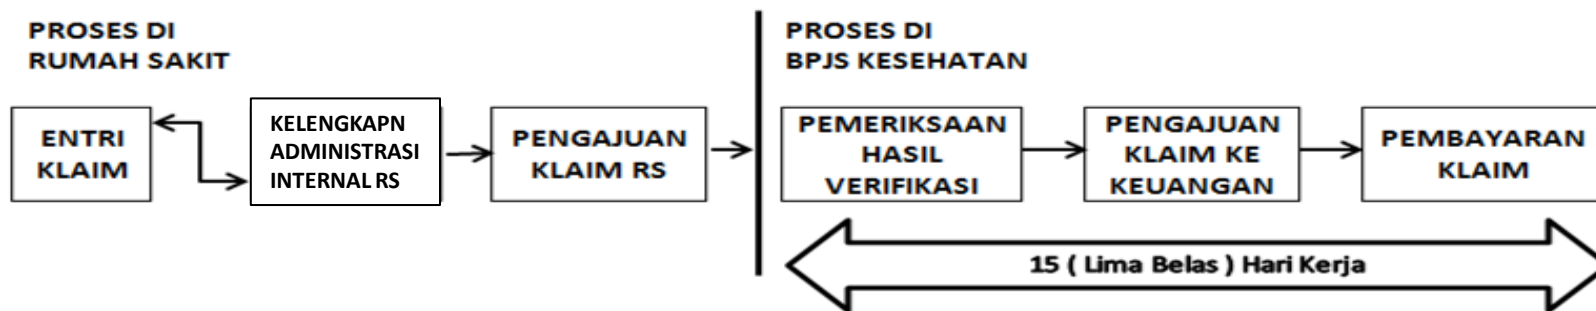 PROSES DI
RUMAH SAKIT
ENTRI
KLAIM
KELENGKAPN
ADMINISTRASI
INTERNAL RS
PENGAJUAN
KLAIM RS
PROSES DI
BPJS KESEHATAN
PEMERIKSAAN
HASIL
VERIFIKASI
PENGAJUAN
KLAIM KE
KEUANGAN
PEMBAYARAN
KLAIM
15 ( Lima Belas ) Hari Kerja